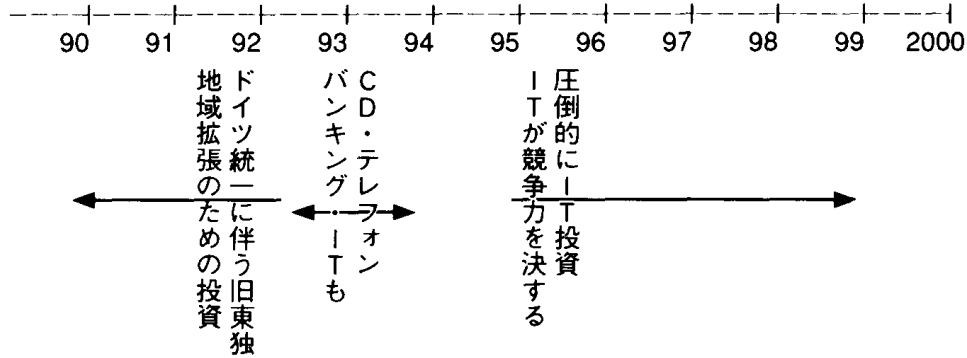 90 91 92 93 94 95 96 97 98 99 2000
ドイツ統一に伴う旧東独
地域拡張のための投資
CD・テレフォン
バンキング・ITも
圧倒的にIT投資
ITが競争力を決する